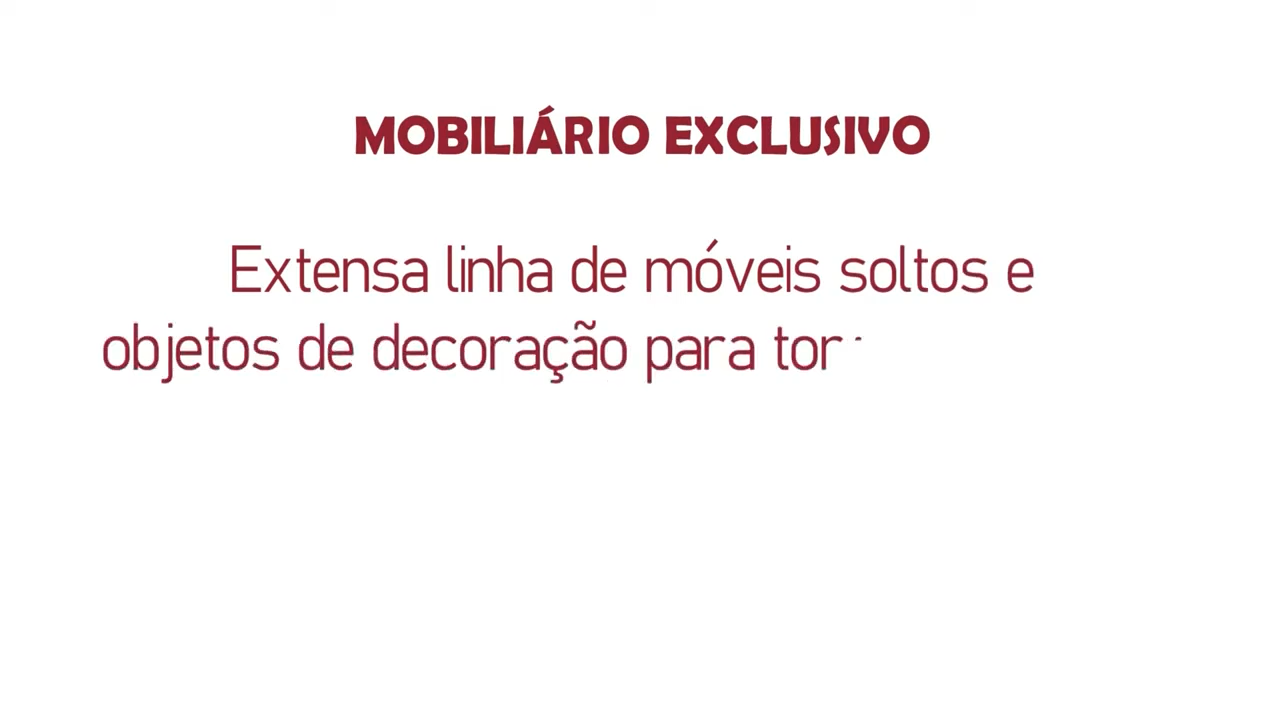 MOBILIÁRIO EXCLUSIVO
Extensa linha de móveis soltos e
objetos de decoração para tor